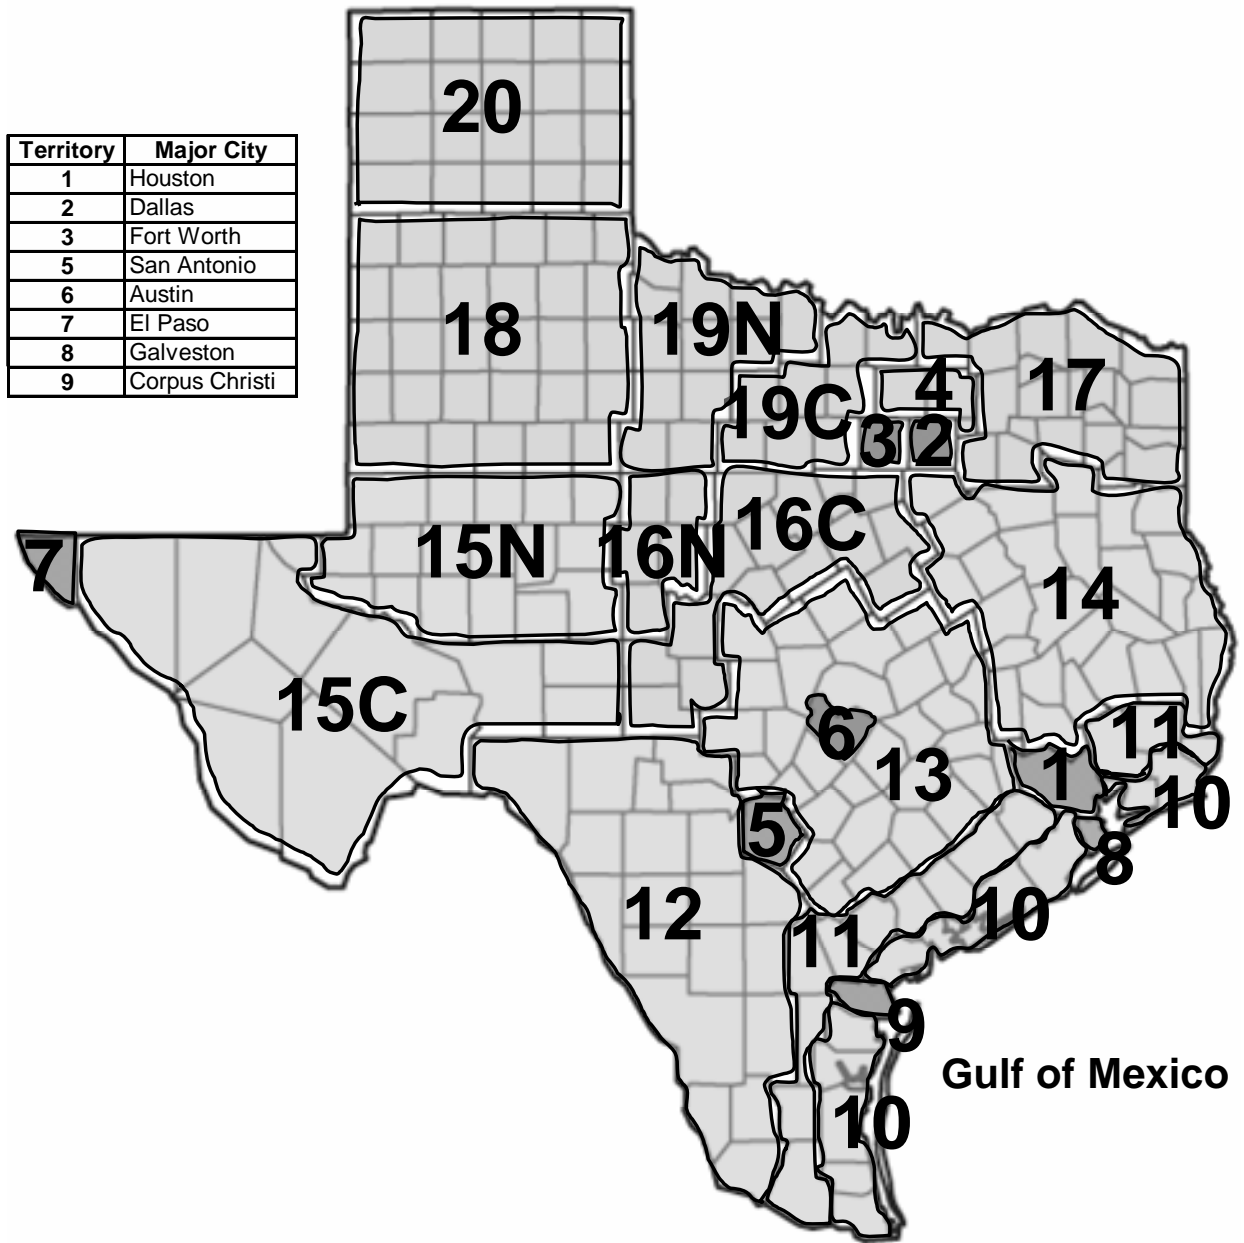 20
Territory Major City
1 Houston
2 Dallas
3 Fort Worth
5 San Antonio
6 Austin
7 El Paso
8 Galveston
9 Corpus Christi
18 19N
4 17
19C
3 2
16C
15N 16N
7
14
15C
6 11
13 1
10
5
8
12 10
11
9
Gulf of Mexico
10